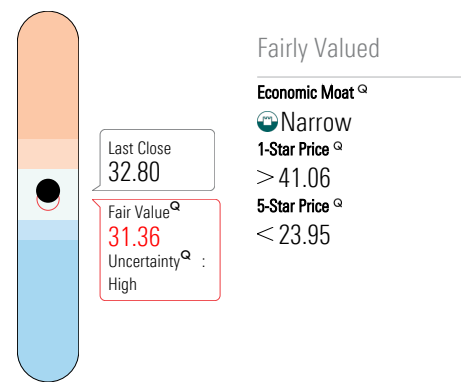 Last Close
32.80
Fair Value Q
31.36
Uncertainty Q :
High
Fairly Valued
Economic Moat Q
Narrow
1-Star Price Q
>41.06
5-Star Price Q
<23.95